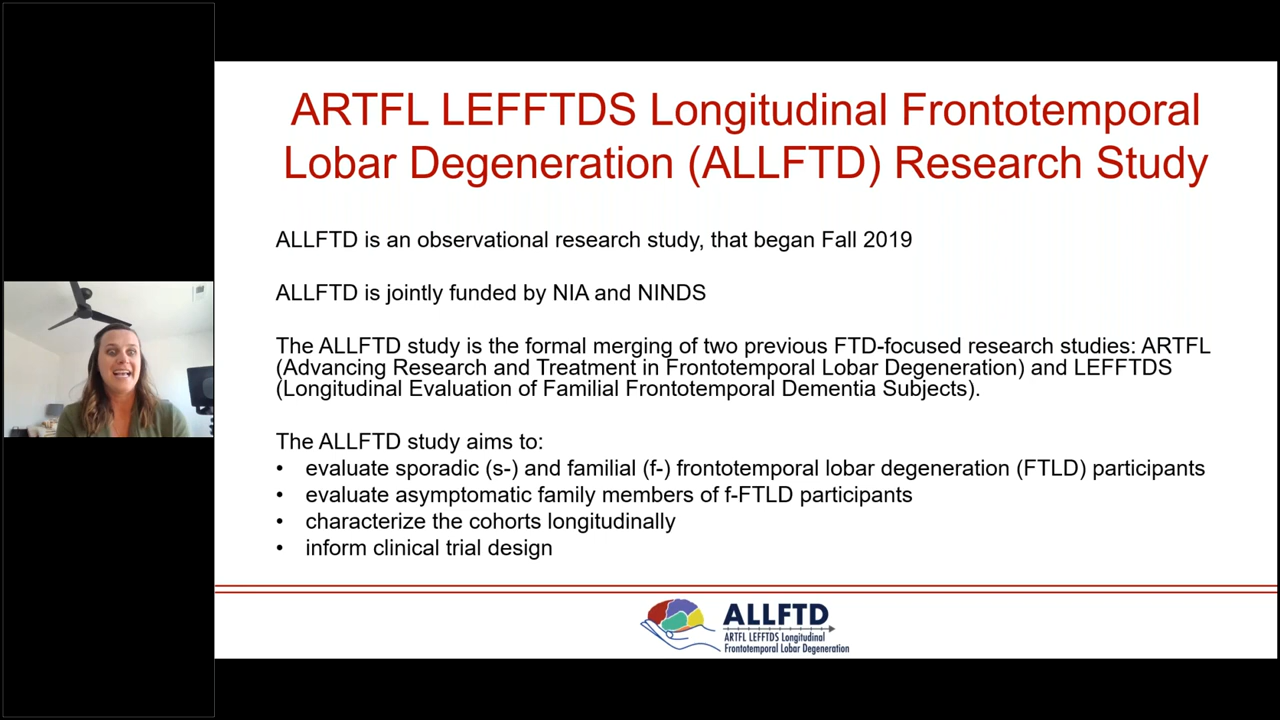 ARTFL LEFFTDS Longitudinal Frontotemporal
Lobar Degeneration (ALLFTD) Research Study
ALLFTD is an observational research study, that began Fall 2019
ALLFTD is jointly funded by NIA and NINDS
The ALLFTD study is the formal merging of two previous FTD-focused research studies: ARTFL
(Advancing Research and Treatment in Frontotemporal Lobar Degeneration) and LEFFTDS
(Longitudinal Evaluation of Familial Frontotemporal Dementia Subjects).
The ALLFTD study aims to:
• evaluate sporadic (s-) and familial (f-) frontotemporal lobar degeneration (FTLD) participants
• evaluate asymptomatic family members of f-FTLD participants
• characterize the cohorts longitudinally
• inform clinical trial design
ALLFTD
ARTFL LEFFTDS Longitudinal
Frontotemporal Lobar Degeneration